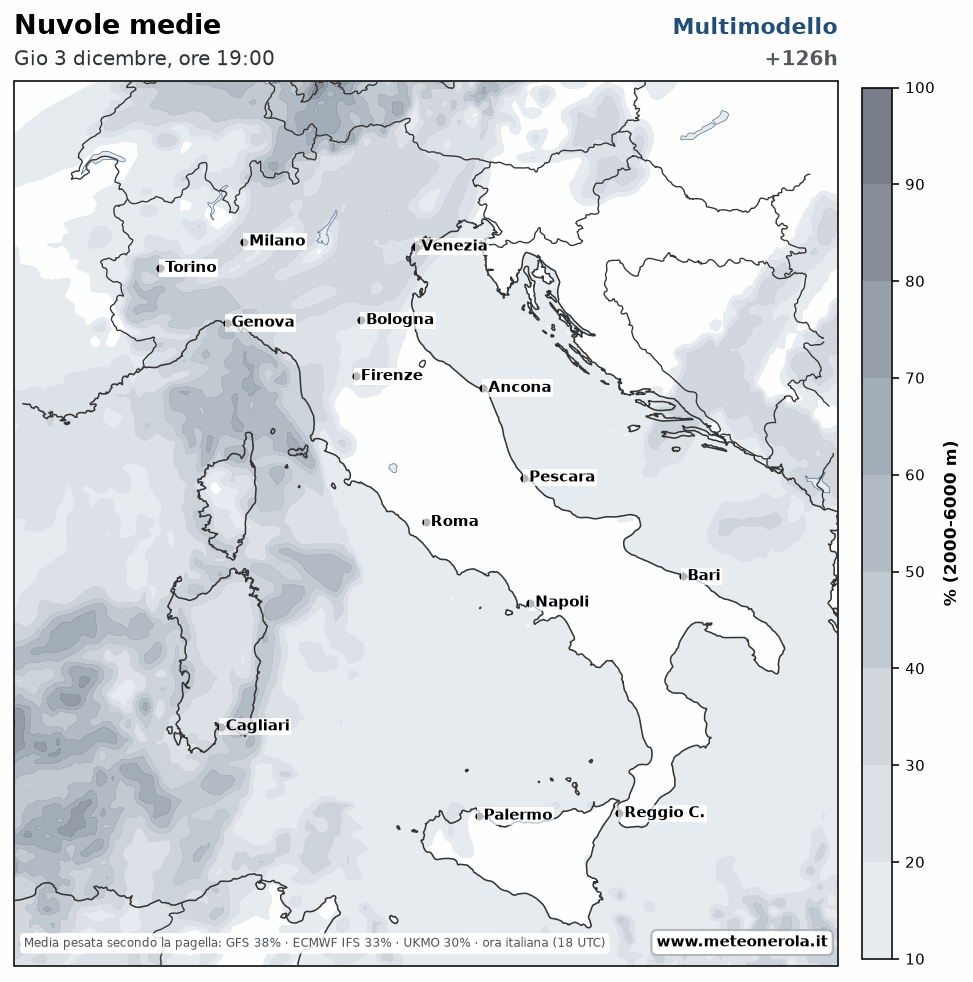 Nuvole medie
Multimodello
Gio 3 dicembre, ore 19:00
+126h
100
90
80
70
60
50
40
30
20
10
% (2000-6000 m)
Milano
Venezia
Torino
Genova
Bologna
Firenze
Ancona
Pescara
Roma
Bari
Napoli
Cagliari
Palermo
Reggio C.
Media pesata secondo la pagella: GFS 38% · ECMWF IFS 33% · UKMO 30% · ora italiana (18 UTC)
www.meteonerola.it